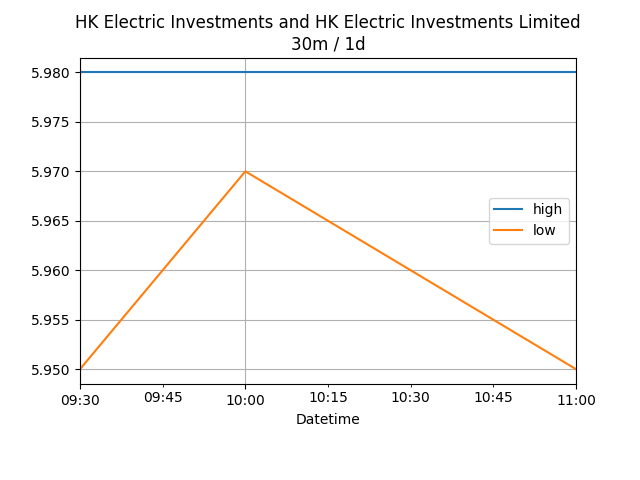 HK Electric Investments and HK Electric Investments Limited
30m / 1d
5.980
5.975
5.970
5.965
5.960
5.955
5.950
high
low
09:30 09:45 10:00 10:15 10:30 10:45 11:00
Datetime